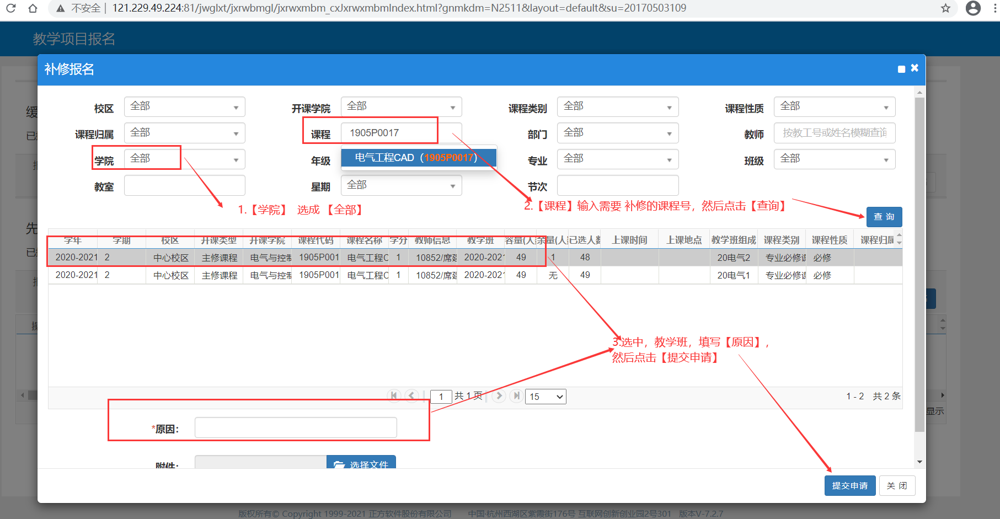 不安全 | 121.229.49.224:81/jwglxt/jxrwbmgl/jxrwxmbm_cxJxrwxmbmIndex.html?gnmkdm=N2511&layout=default&su=20170503109
教学项目报名
补修报名
校区 全部 开课学院 全部 课程类别 全部 课程性质 全部
课程归属 全部 课程 1905P0017 部门 全部 教师 按教工号或姓名模糊查询
学院 全部 年级 电气工程CAD（1905P0017） 专业 全部 班级 全部
教室 星期 全部 节次
1.【学院】 选成 【全部】
2.【课程】输入需要 补修的课程号，然后点击【查询】
查 询
学年 学期 校区 开课类型 开课学院 课程代码 课程名称 学分 教师信息 教学班 容量(人 余量(人 已选人数 上课时间 上课地点 教学班组成 课程类别 课程性质 课程归属
2020-2021 2 中心校区 主修课程 电气与控制 1905P001 电气工程C 1 10852/席建 2020-2021 49 1 48 20电气2 专业必修课 必修
2020-2021 2 中心校区 主修课程 电气与控制 1905P001 电气工程C 1 10852/席建 2020-2021 49 无 49 20电气1 专业必修课 必修
3.选中，教学班，填写【原因】，
然后点击【提交申请】
1 共 1 页 15 1 - 2 共 2 条
*原因：
附件：
选择文件
提交申请 关 闭
缓
已
先
已
操
显示
版权所有© Copyright 1999-2021 正方软件股份有限公司 中国·杭州西湖区紫霞街176号 互联网创新创业园2号301 版本V-7.2.7